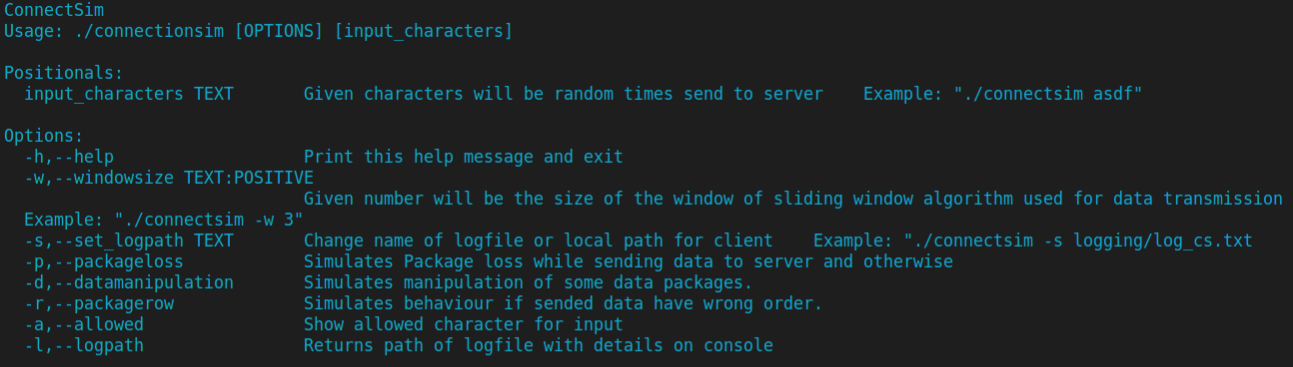 ConnectSim
Usage: ./connectionsim [OPTIONS] [input_characters]
Positionals:
input_characters TEXT Given characters will be random times send to server Example: "./connectsim asdf"
Options:
-h,--help Print this help message and exit
-w,--windowsize TEXT:POSITIVE
Given number will be the size of the window of sliding window algorithm used for data transmission
Example: "./connectsim -w 3"
-s,--set_logpath TEXT Change name of logfile or local path for client Example: "./connectsim -s logging/log_cs.txt
-p,--packageloss Simulates Package loss while sending data to server and otherwise
-d,--datamanipulation Simulates manipulation of some data packages.
-r,--packagerow Simulates behaviour if sended data have wrong order.
-a,--allowed Show allowed character for input
-l,--logpath Returns path of logfile with details on console